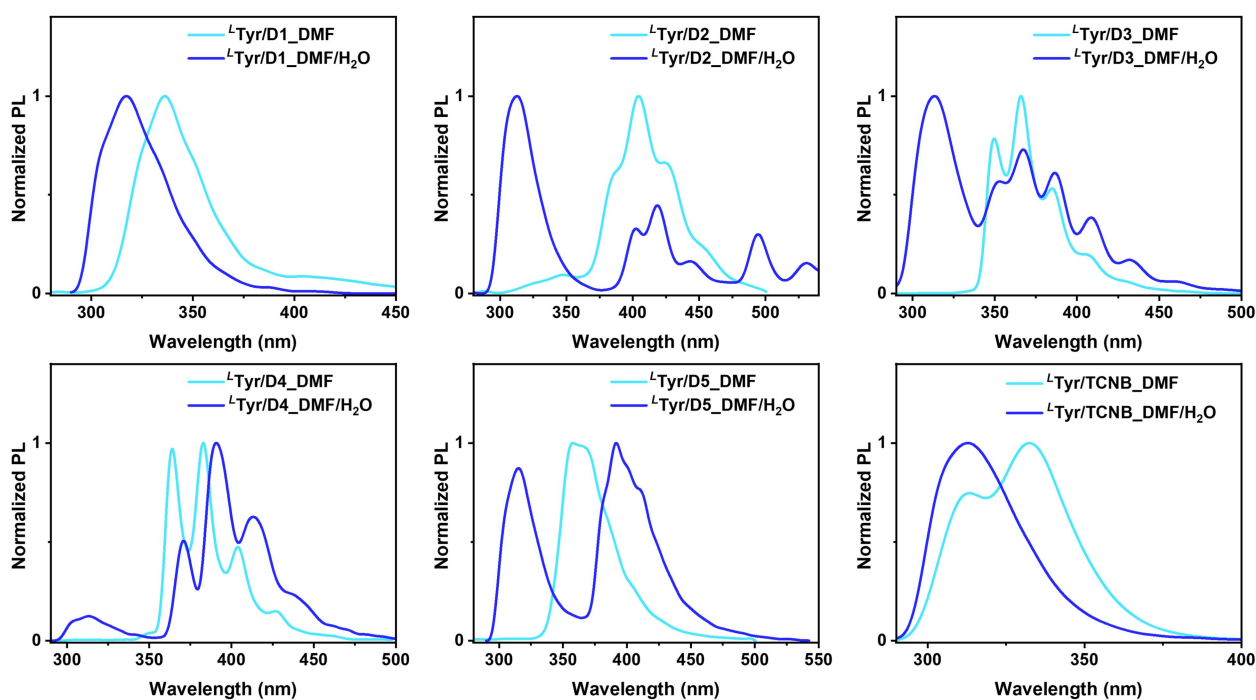 ᴸTyr/D1_DMF
ᴸTyr/D1_DMF/H₂O
Normalized PL
1
0
300 350 400 450
Wavelength (nm)
ᴸTyr/D2_DMF
ᴸTyr/D2_DMF/H₂O
Normalized PL
1
0
300 350 400 450 500
Wavelength (nm)
ᴸTyr/D3_DMF
ᴸTyr/D3_DMF/H₂O
Normalized PL
1
0
300 350 400 450 500
Wavelength (nm)
ᴸTyr/D4_DMF
ᴸTyr/D4_DMF/H₂O
Normalized PL
1
0
300 350 400 450 500
Wavelength (nm)
ᴸTyr/D5_DMF
ᴸTyr/D5_DMF/H₂O
Normalized PL
1
0
300 350 400 450 500 550
Wavelength (nm)
ᴸTyr/TCNB_DMF
ᴸTyr/TCNB_DMF/H₂O
Normalized PL
1
0
300 350 400
Wavelength (nm)